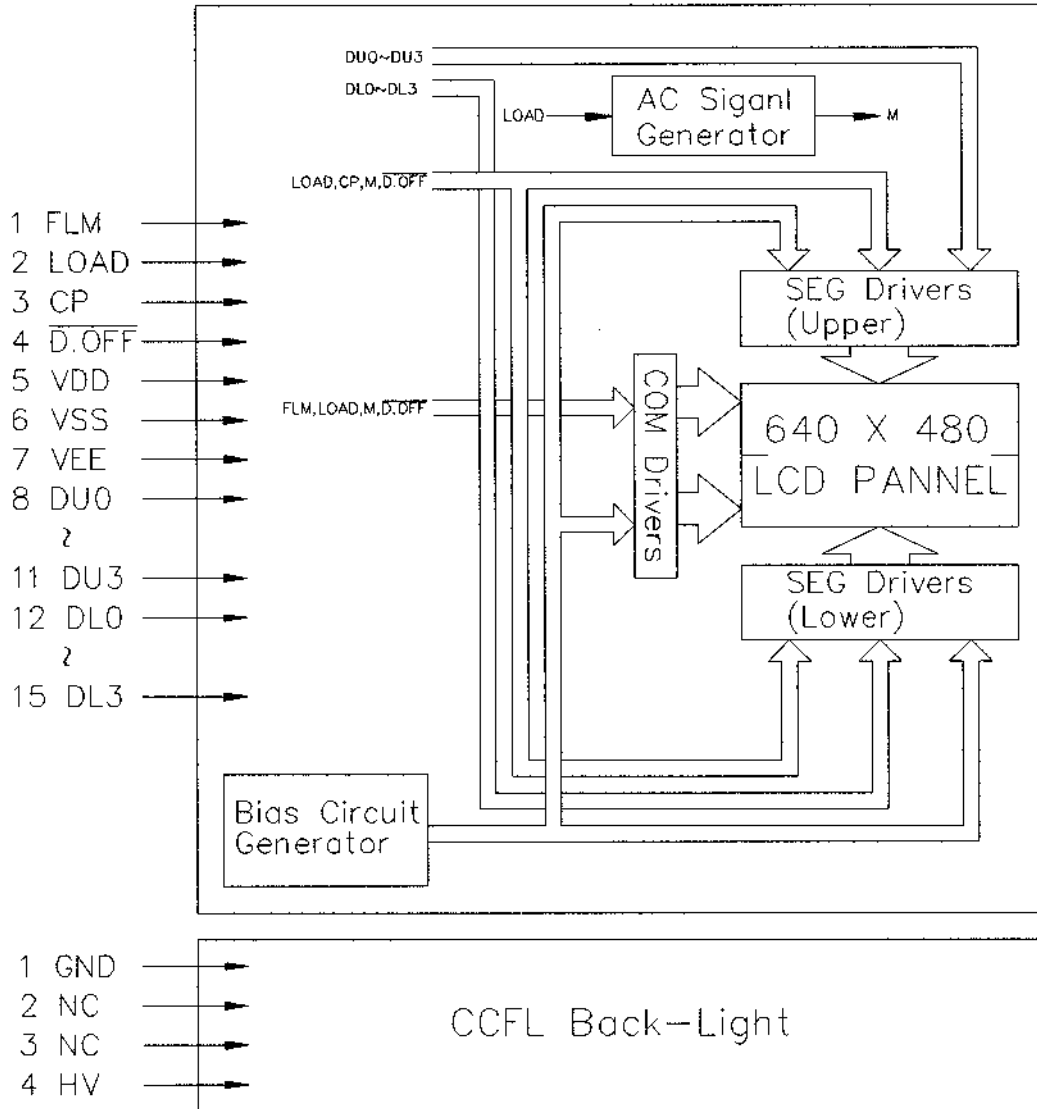 DU0~DU3
DL0~DL3
LOAD
AC Siganl
Generator
M
LOAD,CP,M,D.OFF
1 FLM
2 LOAD
3 CP
4 D.OFF
5 VDD
6 VSS
7 VEE
8 DU0
~
11 DU3
12 DL0
~
15 DL3
SEG Drivers
(Upper)
FLM,LOAD,M,D.OFF
COM Drivers
640 X 480
LCD PANNEL
SEG Drivers
(Lower)
Bias Circuit
Generator
1 GND
2 NC
3 NC
4 HV
CCFL Back-Light